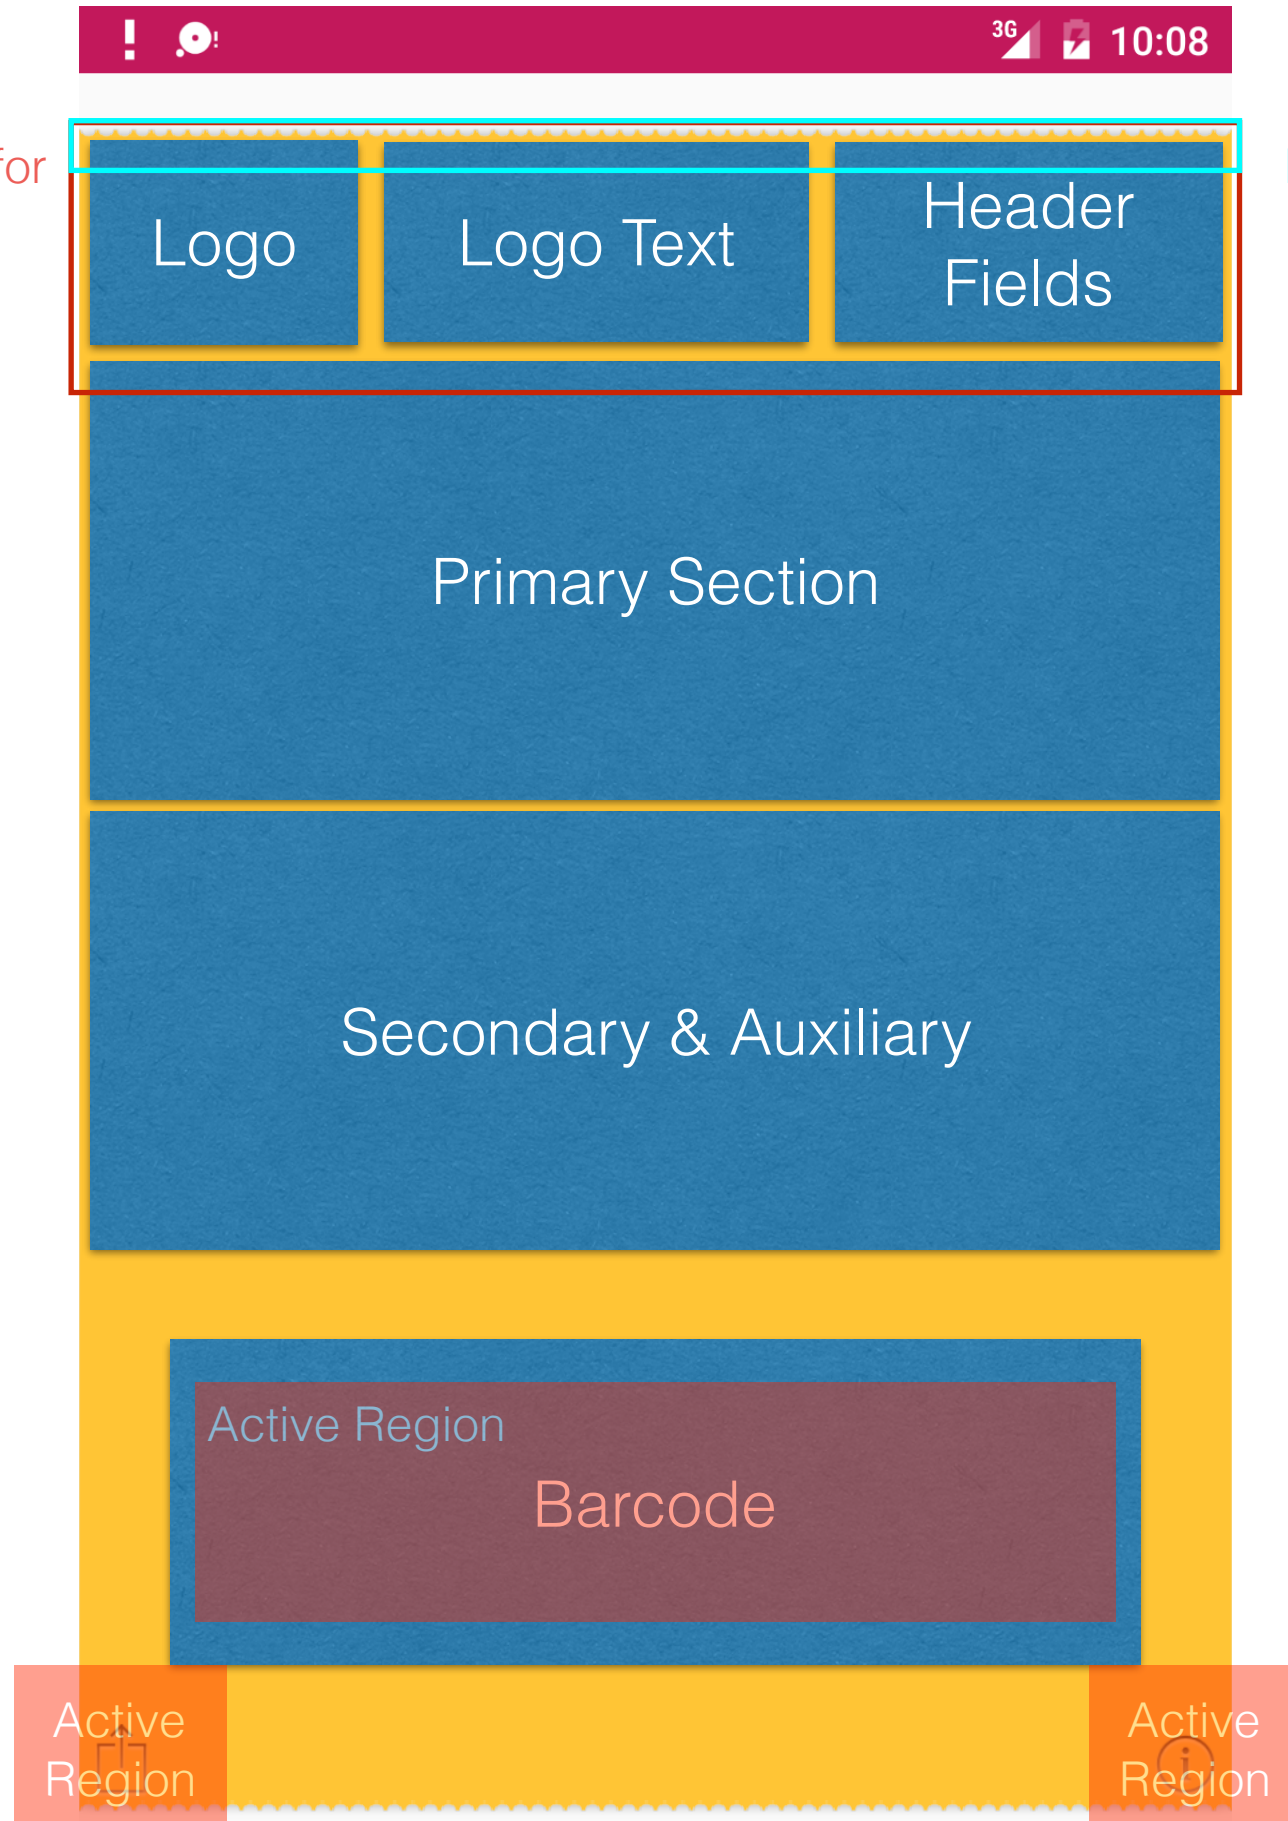 3G 10:08
for
Logo
Logo Text
Header
Fields
Primary Section
Secondary & Auxiliary
Active Region
Barcode
Active
Region
Active
Region